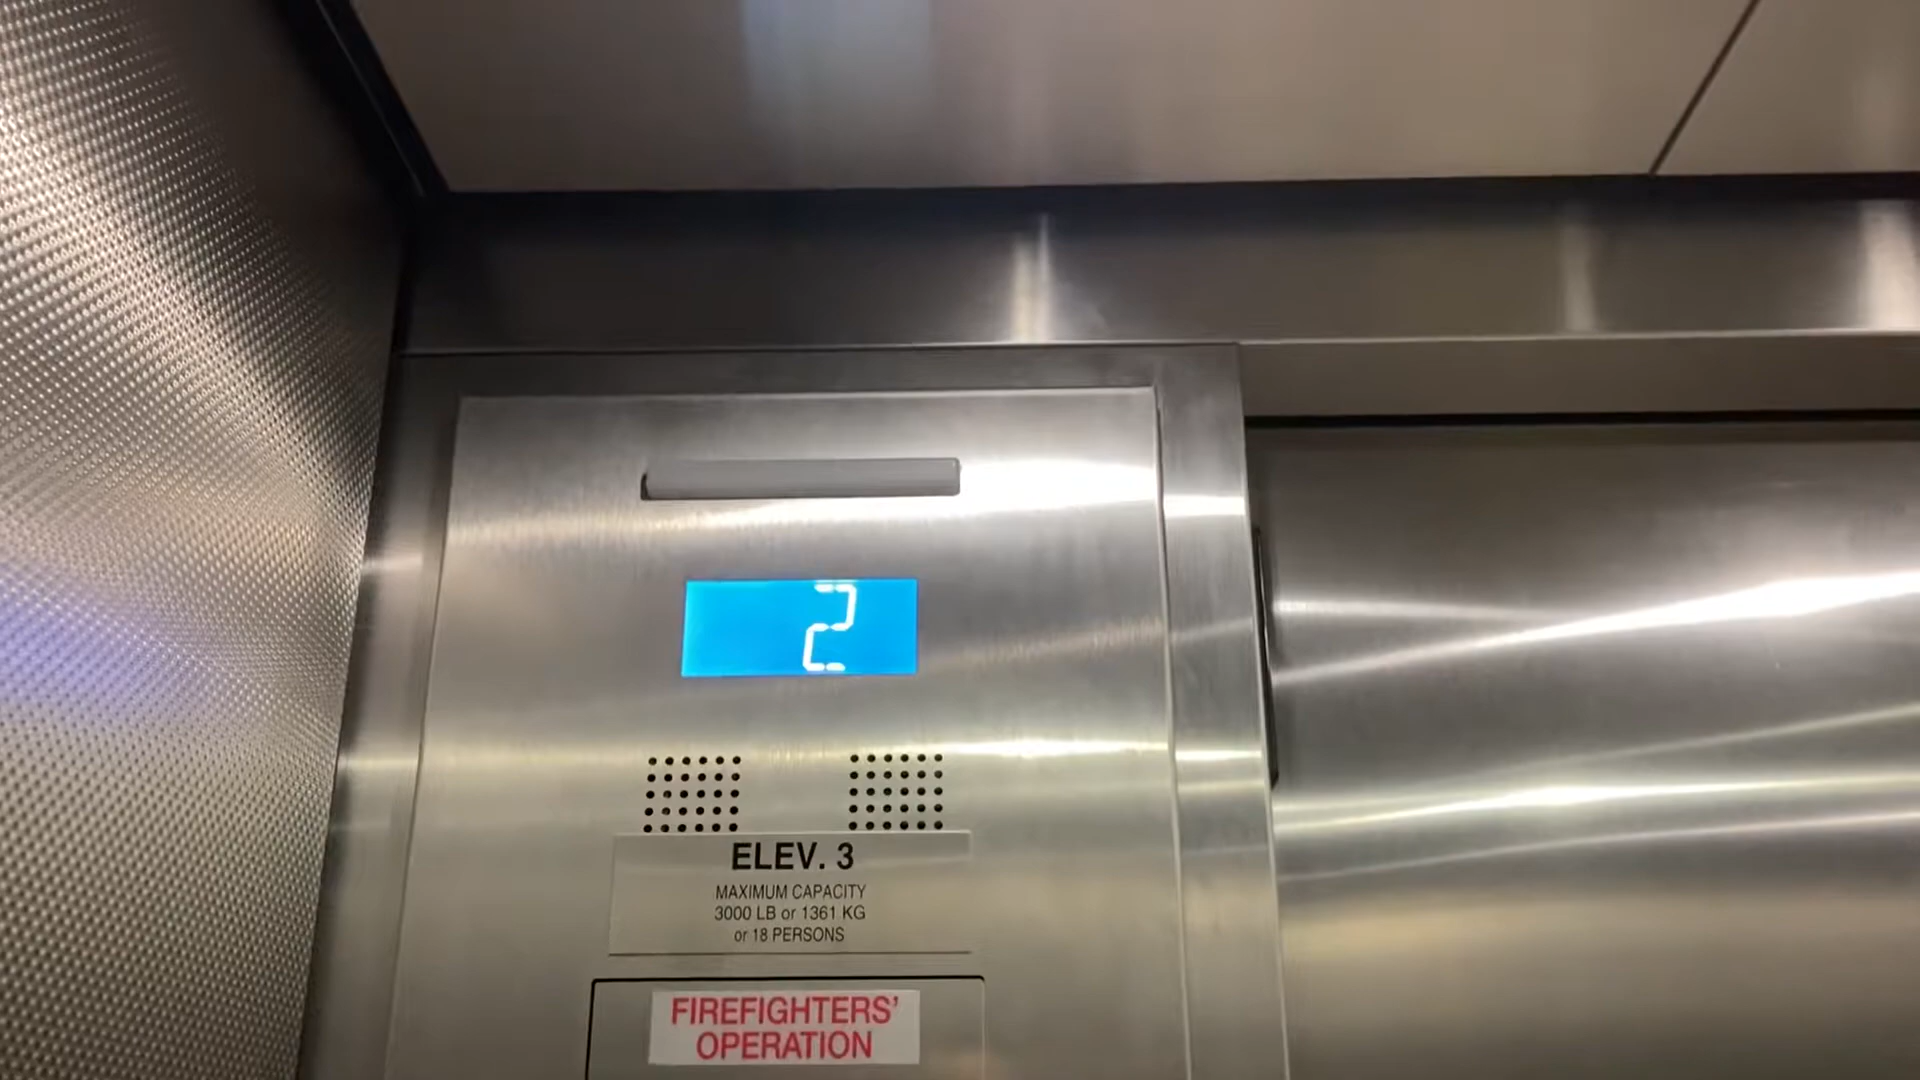 2
ELEV. 3
MAXIMUM CAPACITY
3000 LB or 1361 KG
or 18 PERSONS
FIREFIGHTERS'
OPERATION